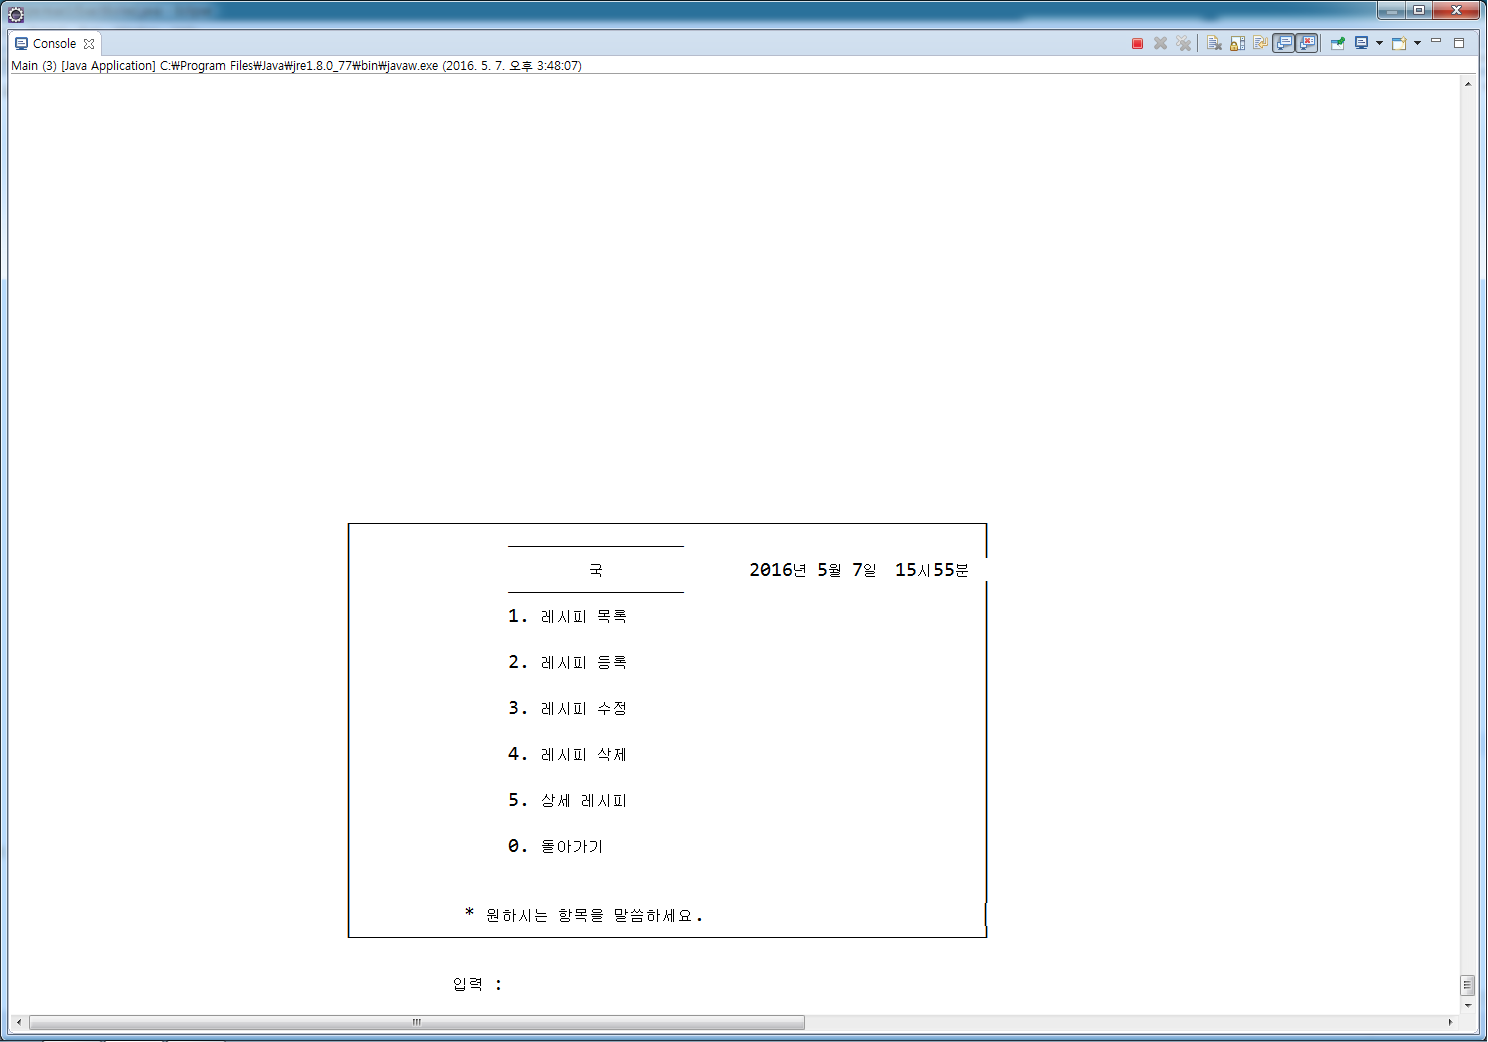 Console
Main (3) [Java Application] C:₩Program Files₩Java₩jre1.8.0_77₩bin₩javaw.exe (2016. 5. 7. 오후 3:48:07)
국 2016년 5월 7일 15시55분
1. 레시피 목록
2. 레시피 등록
3. 레시피 수정
4. 레시피 삭제
5. 상세 레시피
0. 돌아가기
* 원하시는 항목을 말씀하세요.
입력 :